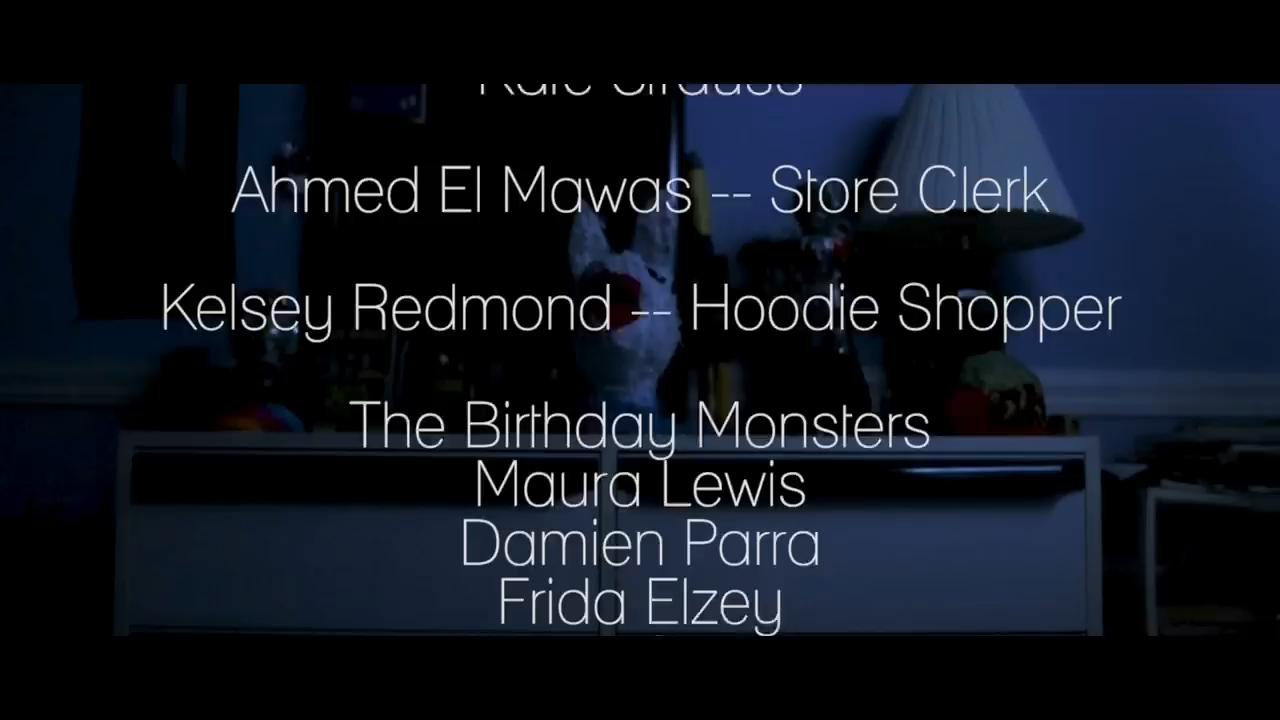 Ahmed El Mawas -- Store Clerk
Kelsey Redmond -- Hoodie Shopper
The Birthday Monsters
Maura Lewis
Damien Parra
Frida Elzey